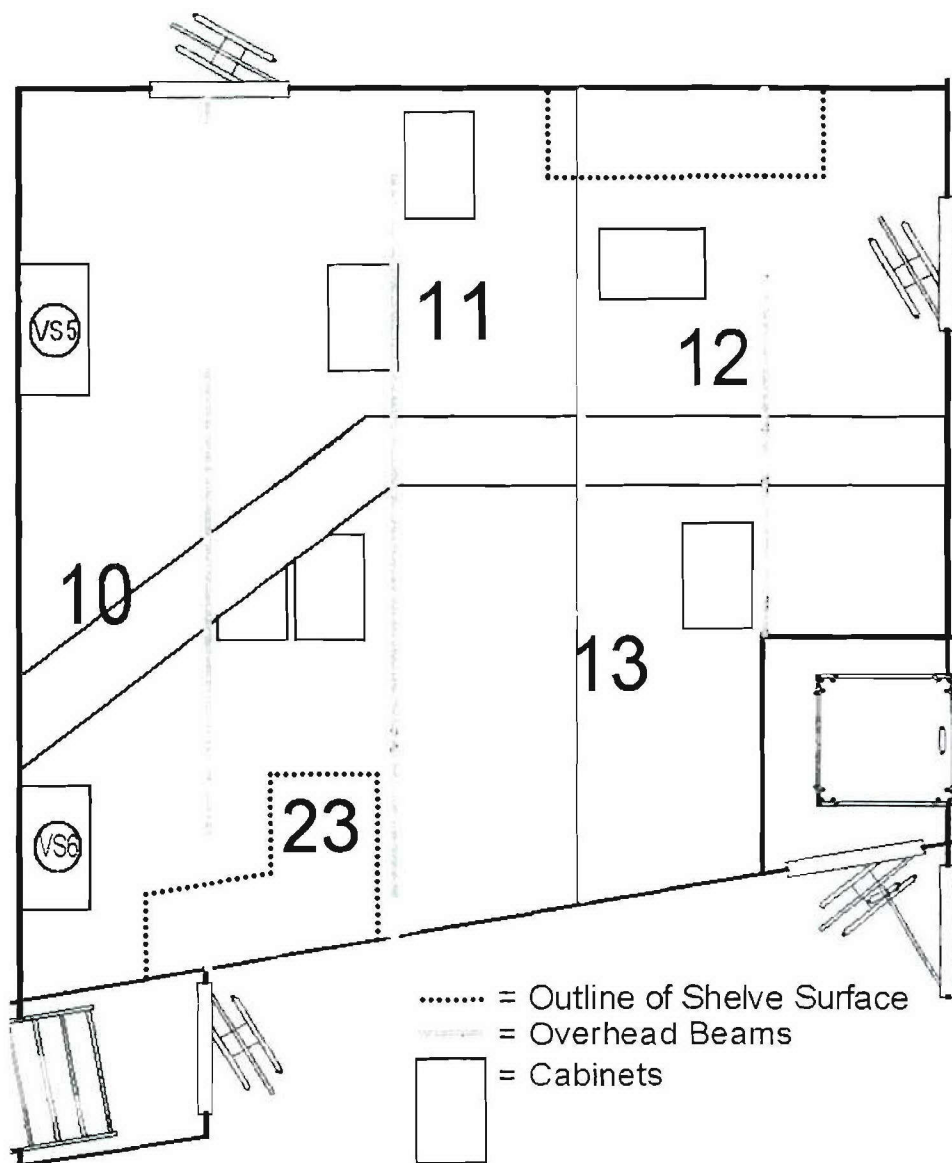 VS5
11
12
10
13
VS6
23
= Outline of Shelve Surface
= Overhead Beams
= Cabinets